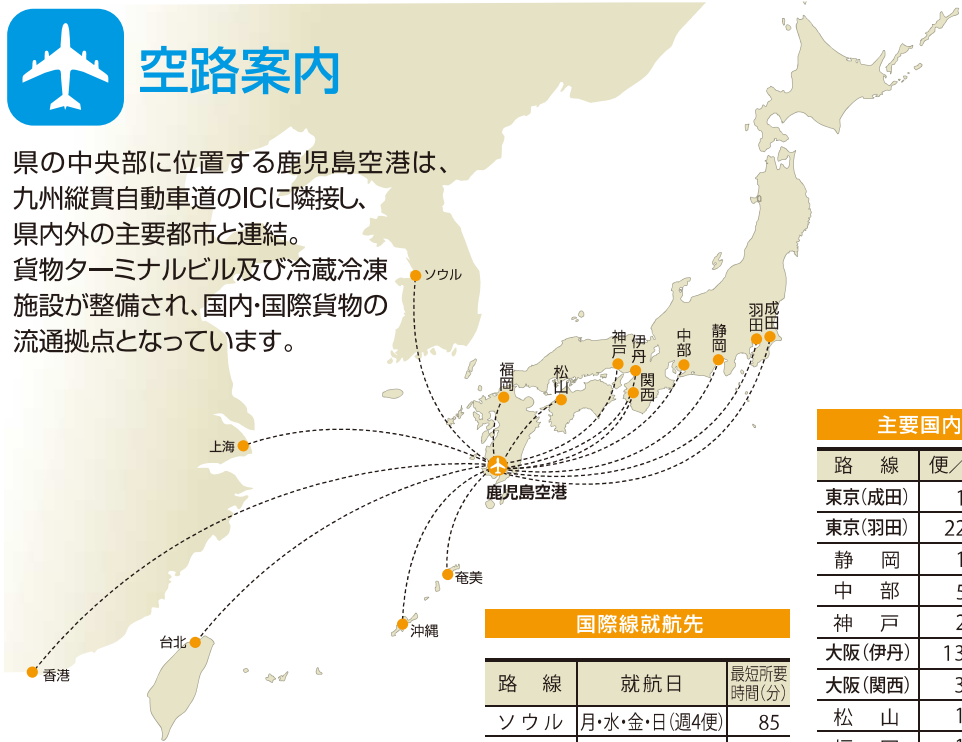 空路案内
県の中央部に位置する鹿児島空港は、
九州縦貫自動車道のICに隣接し、
県内外の主要都市と連結。
貨物ターミナルビル及び冷蔵冷凍
施設が整備され、国内・国際貨物の
流通拠点となっています。
ソウル
成田
羽田
静岡
中部
伊丹
神戸
関西
松山
福岡
上海
鹿児島空港
奄美
沖縄
台北
香港
国際線就航先
路 線 就航日 最短所要時間(分)
ソウル 月・水・金・日(週4便) 85
主要国内
路 線 便/
東京(成田) 1
東京(羽田) 22
静 岡 1
中 部 5
神 戸 2
大阪(伊丹) 13
大阪(関西) 3
松 山 1